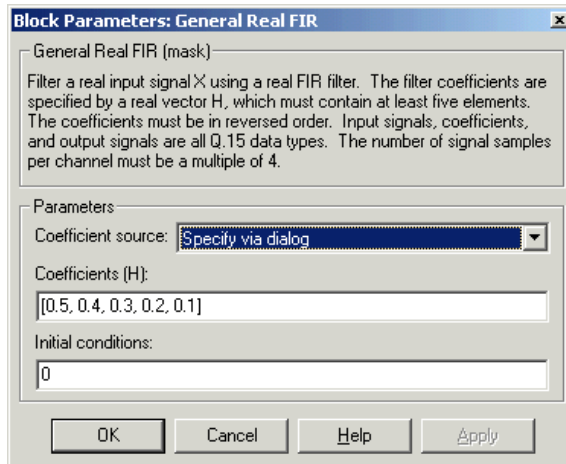 Block Parameters: General Real FIR
General Real FIR (mask)
Filter a real input signal X using a real FIR filter.  The filter coefficients are
specified by a real vector H, which must contain at least five elements.
The coefficients must be in reversed order.  Input signals, coefficients,
and output signals are all Q.15 data types.  The number of signal samples
per channel must be a multiple of 4.
Parameters
Coefficient source: Specify via dialog
Coefficients (H):
[0.5, 0.4, 0.3, 0.2, 0.1]
Initial conditions:
0
OK Cancel Help Apply